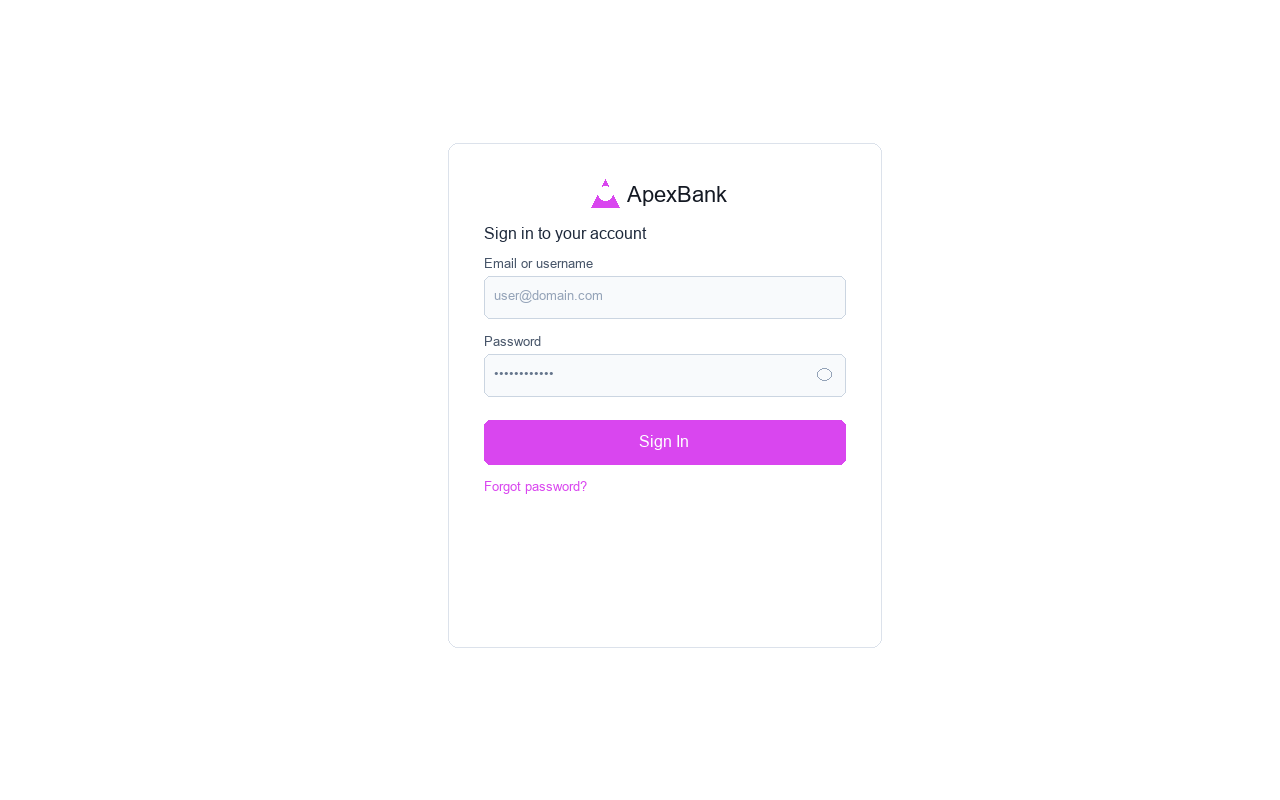 ApexBank
Sign in to your account
Email or username
user@domain.com
Password
••••••••••••
Sign In
Forgot password?